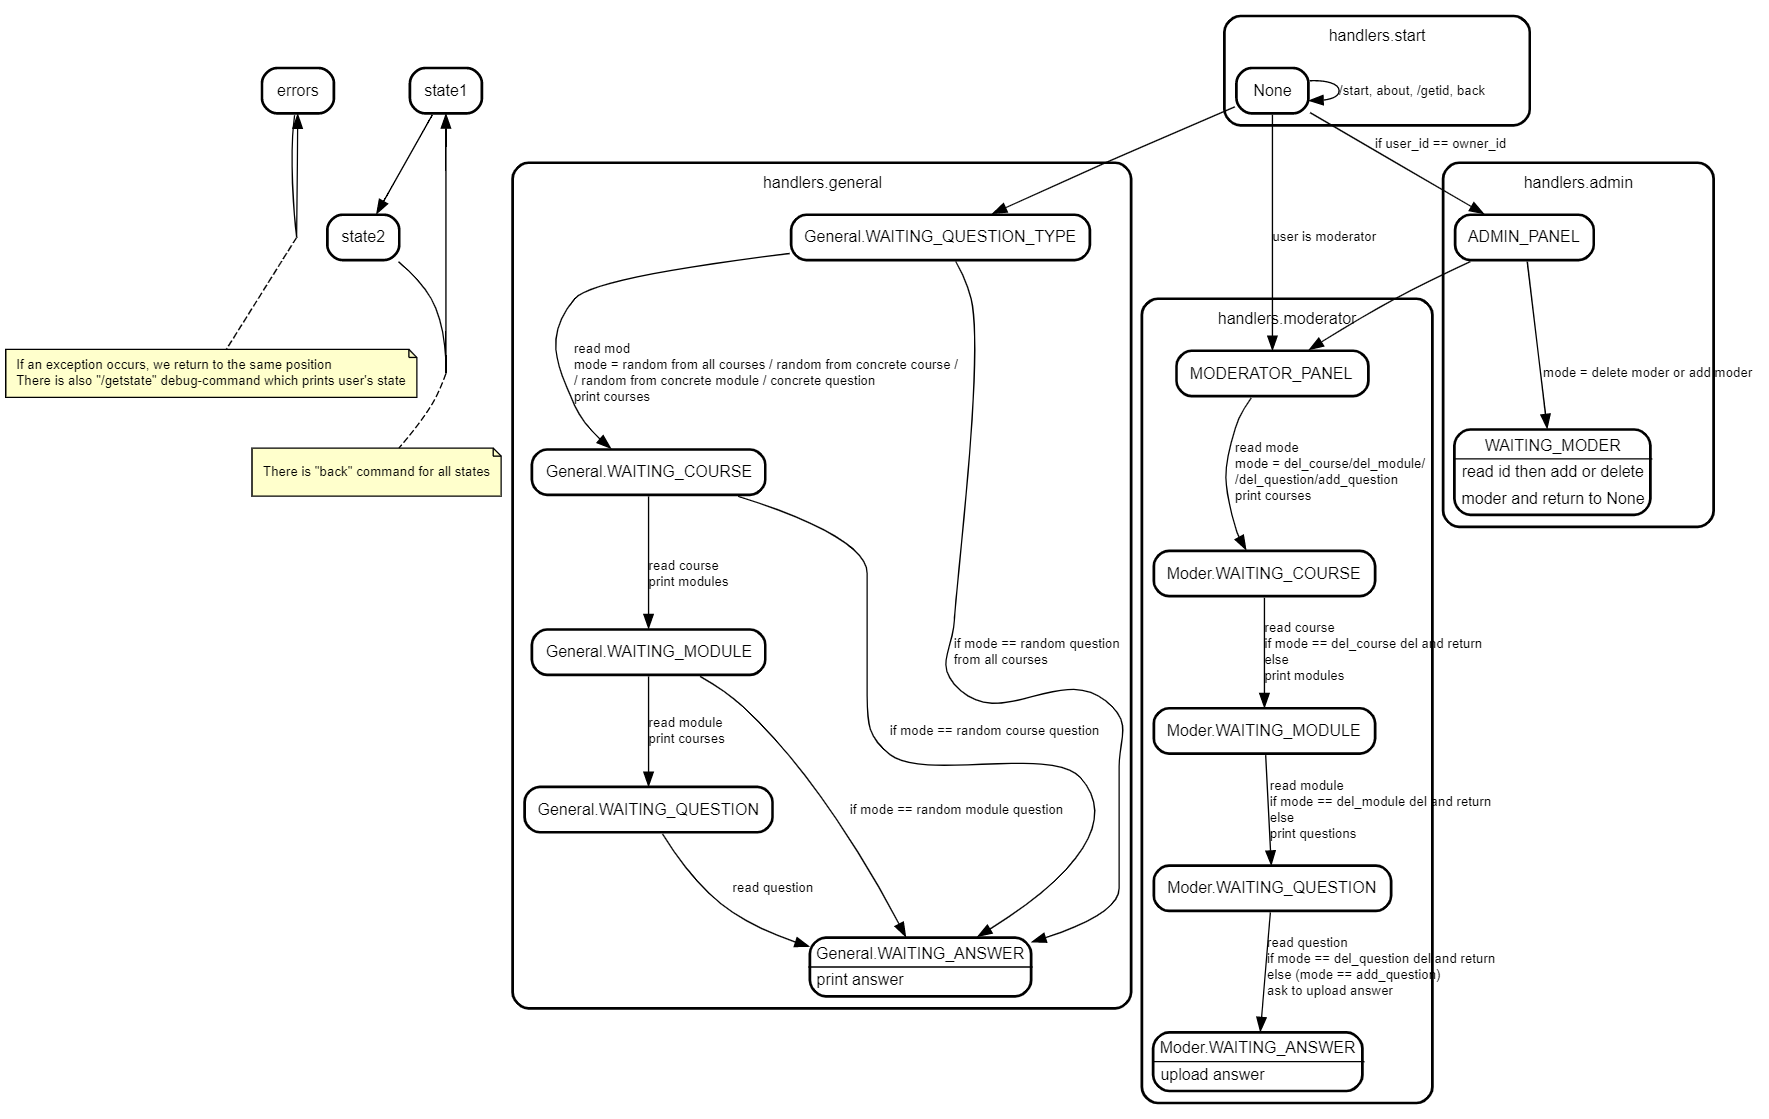 handlers.start
None
/start, about, /getid, back
errors
state1
state2
If an exception occurs, we return to the same position
There is also "/getstate" debug-command which prints user's state
There is "back" command for all states
if user_id == owner_id
user is moderator
handlers.general
General.WAITING_QUESTION_TYPE
read mod
mode = random from all courses / random from concrete course /
/ random from concrete module / concrete question
print courses
General.WAITING_COURSE
read course
print modules
General.WAITING_MODULE
if mode == random question
from all courses
read module
print courses
if mode == random course question
General.WAITING_QUESTION
if mode == random module question
read question
General.WAITING_ANSWER
print answer
handlers.moderator
MODERATOR_PANEL
read mode
mode = del_course/del_module/
/del_question/add_question
print courses
Moder.WAITING_COURSE
read course
if mode == del_course del and return
else
print modules
Moder.WAITING_MODULE
read module
if mode == del_module del and return
else
print questions
Moder.WAITING_QUESTION
read question
if mode == del_question del and return
else (mode == add_question)
ask to upload answer
Moder.WAITING_ANSWER
upload answer
handlers.admin
ADMIN_PANEL
mode = delete moder or add moder
WAITING_MODER
read id then add or delete
moder and return to None